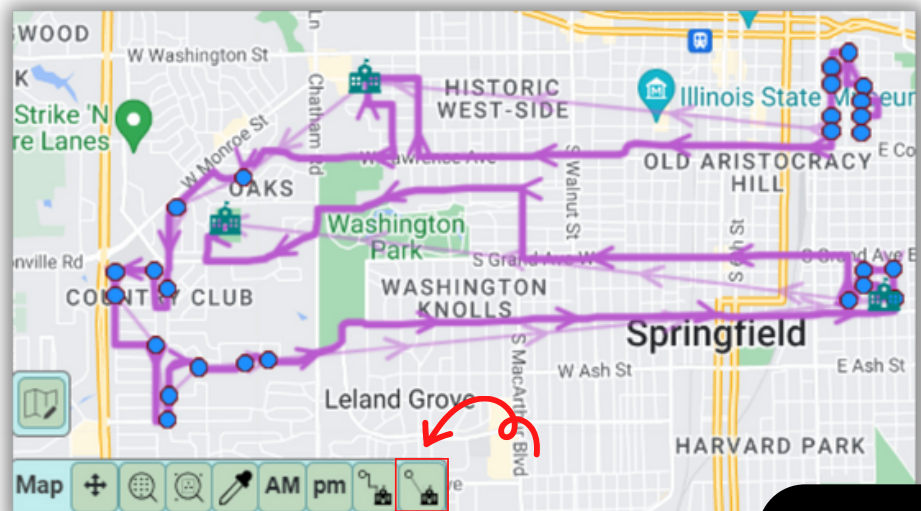 WOOD
W Washington St
Ln
K
Chatham Rd
HISTORIC
WEST-SIDE
Strike 'N
re Lanes
Illinois State Museum
W Monroe St
W Lawrence Ave
E Co
OAKS
OLD ARISTOCRACY
HILL
S Walnut St
Washington
Park
nville Rd
S Grand Ave W
S Grand Ave E
COUNTRY CLUB
WASHINGTON
KNOLLS
Springfield
S MacArthur Blvd
W Ash St
E Ash St
Leland Grove
HARVARD PARK
Map
AM
pm
ve